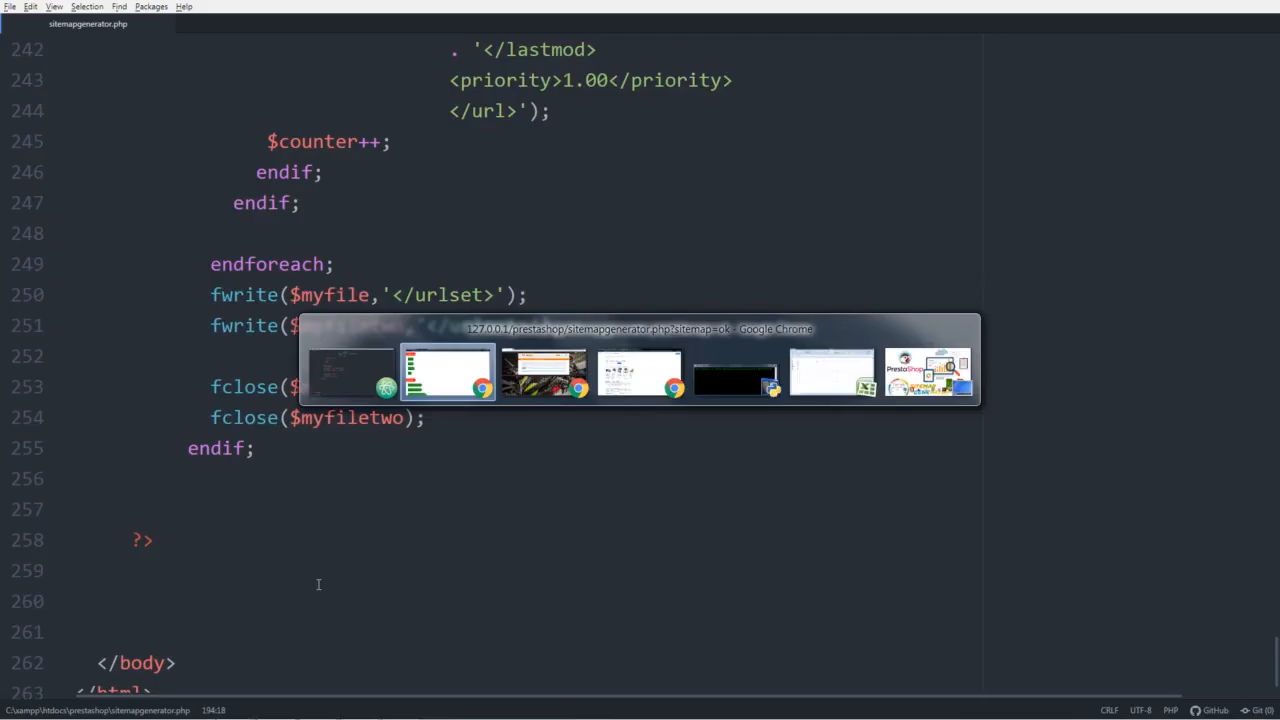 File Edit View Selection Find Packages Help
sitemapgenerator.php
242 . '</lastmod>
243 <priority>1.00</priority>
244 </url>');
245 $counter++;
246 endif;
247 endif;
248
249 endforeach;
250 fwrite($myfile,'</urlset>');
251 fwrite($
127.0.0.1/prestashop/sitemapgenerator.php?sitemap=ok - Google Chrome
252
PrestaShop
253 fclose($
254 fclose($myfiletwo);
255 endif;
256
257
258 ?>
259
260
261
262 </body>
263 </html>
C:\xampp\htdocs\prestashop\sitemapgenerator.php 194:18 CRLF UTF-8 PHP GitHub Git (0)